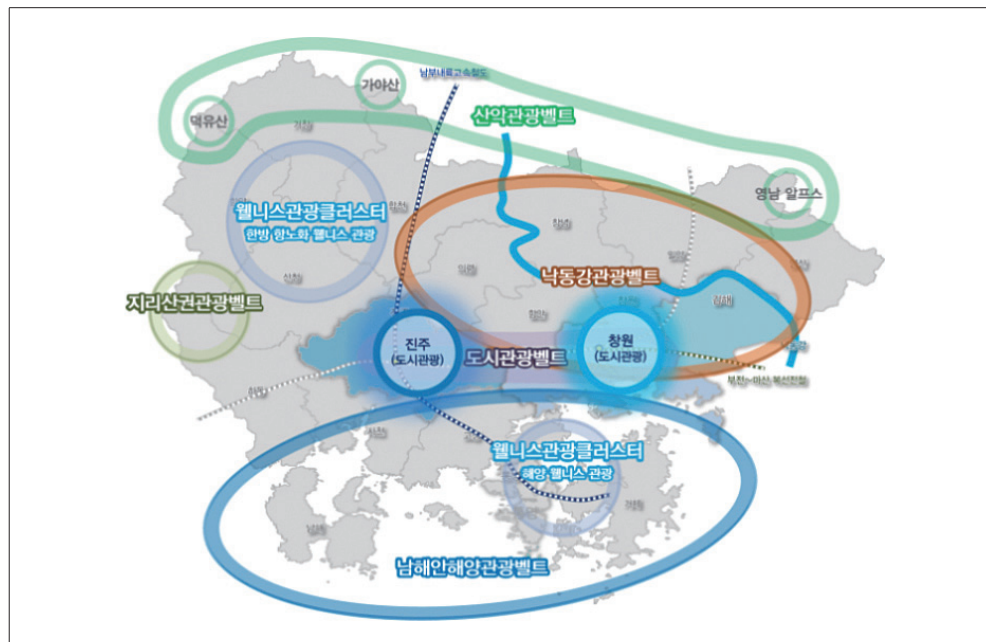 가야산
남부내륙고속철도
덕유산
산악관광벨트
영남 알프스
웰니스관광클러스터
한방·항노화·웰니스 관광
낙동강관광벨트
지리산권관광벨트
진주
(도시관광)
도시관광벨트
창원
(도시관광)
부전~마산 복선전철
웰니스관광클러스터
해양·웰니스 관광
남해안해양관광벨트